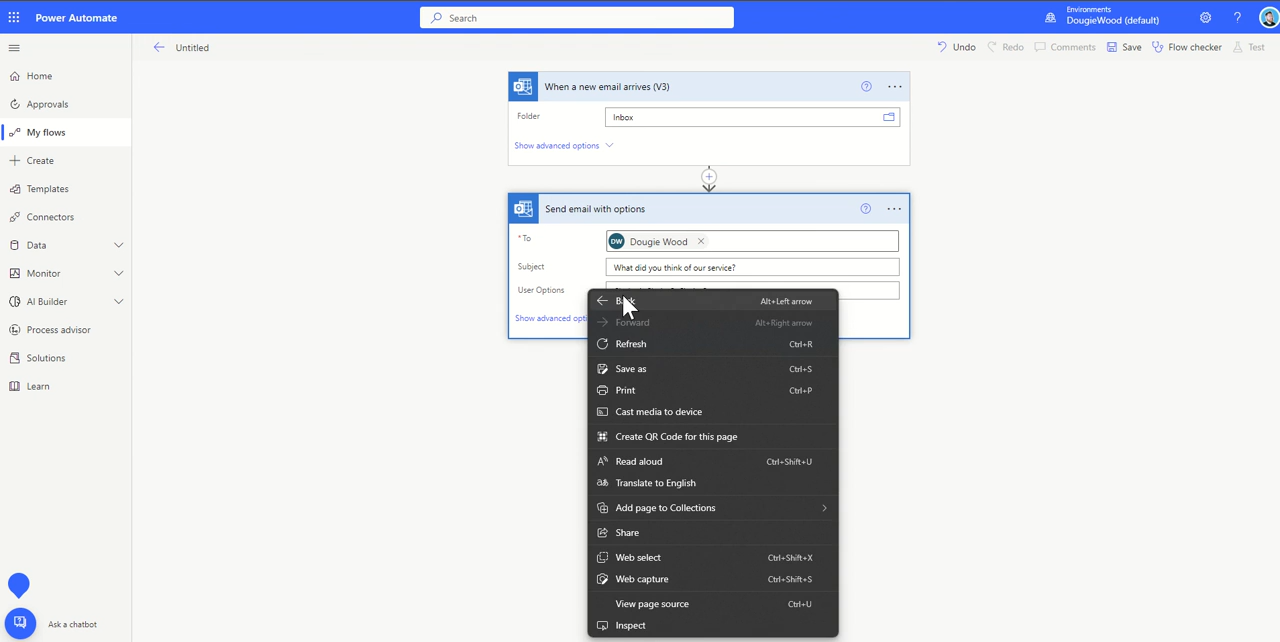 Power Automate
Search
Environments
DougieWood (default)
?
Untitled
Undo
Redo
Comments
Save
Flow checker
Test
Home
Approvals
My flows
Create
Templates
Connectors
Data
Monitor
AI Builder
Process advisor
Solutions
Learn
Ask a chatbot
When a new email arrives (V3)
Folder
Inbox
Show advanced options
Send email with options
* To
DW Dougie Wood
Subject
What did you think of our service?
User Options
Show advanced
Back Alt+Left arrow
Forward Alt+Right arrow
Refresh Ctrl+R
Save as Ctrl+S
Print Ctrl+P
Cast media to device
Create QR Code for this page
Read aloud Ctrl+Shift+U
Translate to English
Add page to Collections
Share
Web select Ctrl+Shift+X
Web capture Ctrl+Shift+S
View page source Ctrl+U
Inspect